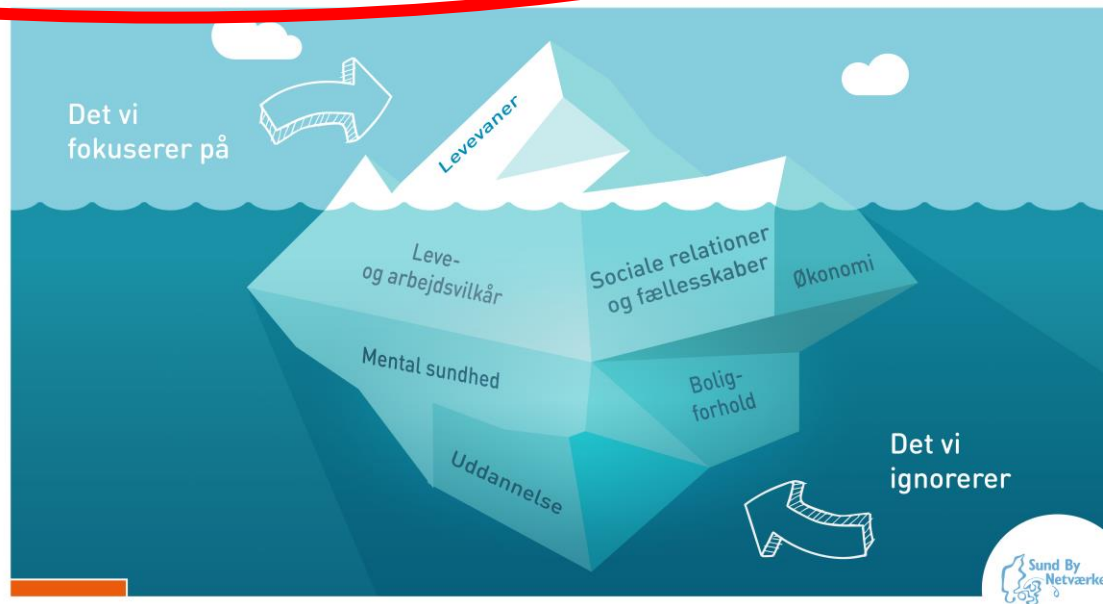 Det vi
fokuserer på
Levevaner
Leve-
og arbejdsvilkår
Sociale relationer
og fællesskaber
Økonomi
Mental sundhed
Bolig-
forhold
Uddannelse
Det vi
ignorerer
Sund By
Netværke